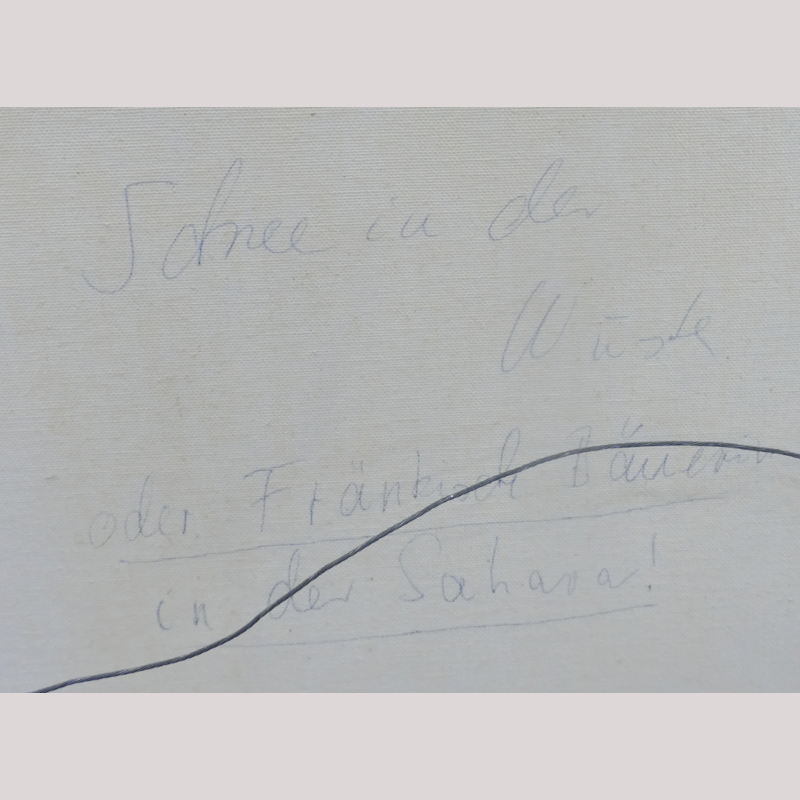 Schnee in der
Wüste
oder Fränkisch Bäuerin
in der Sahara!